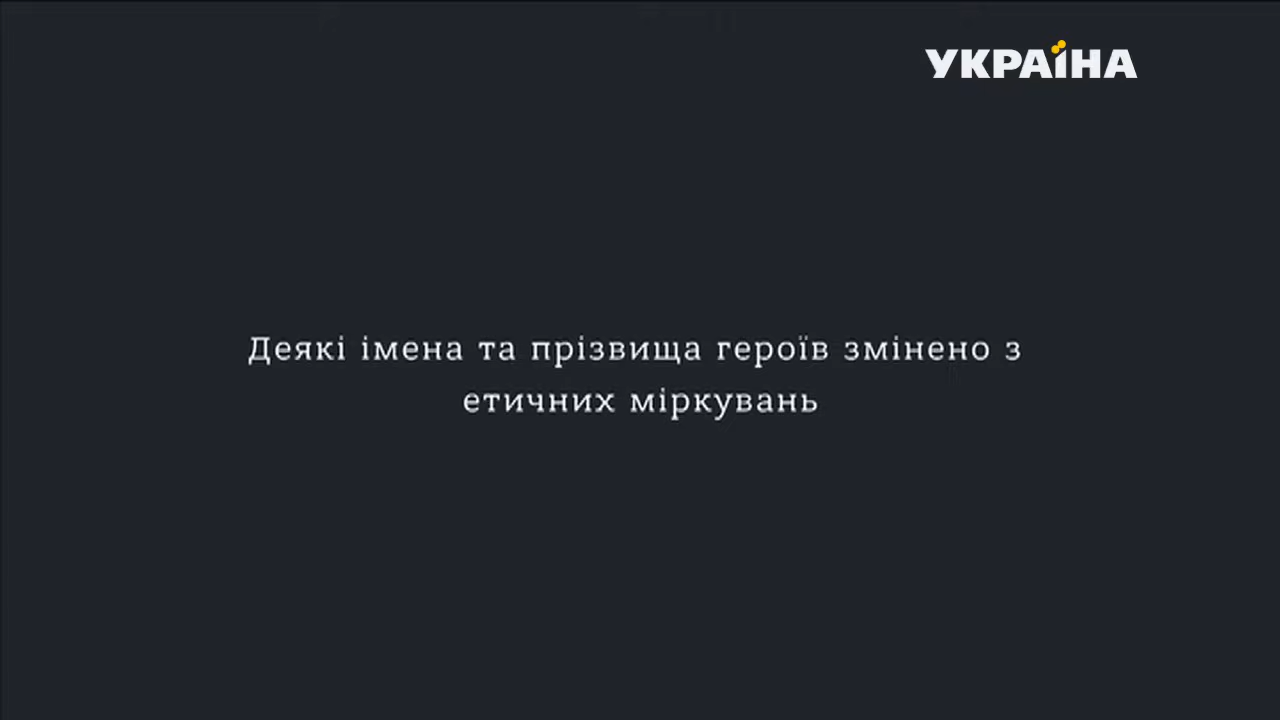 УКРАЇНА
Деякі імена та прізвища героїв змінено з
етичних міркувань